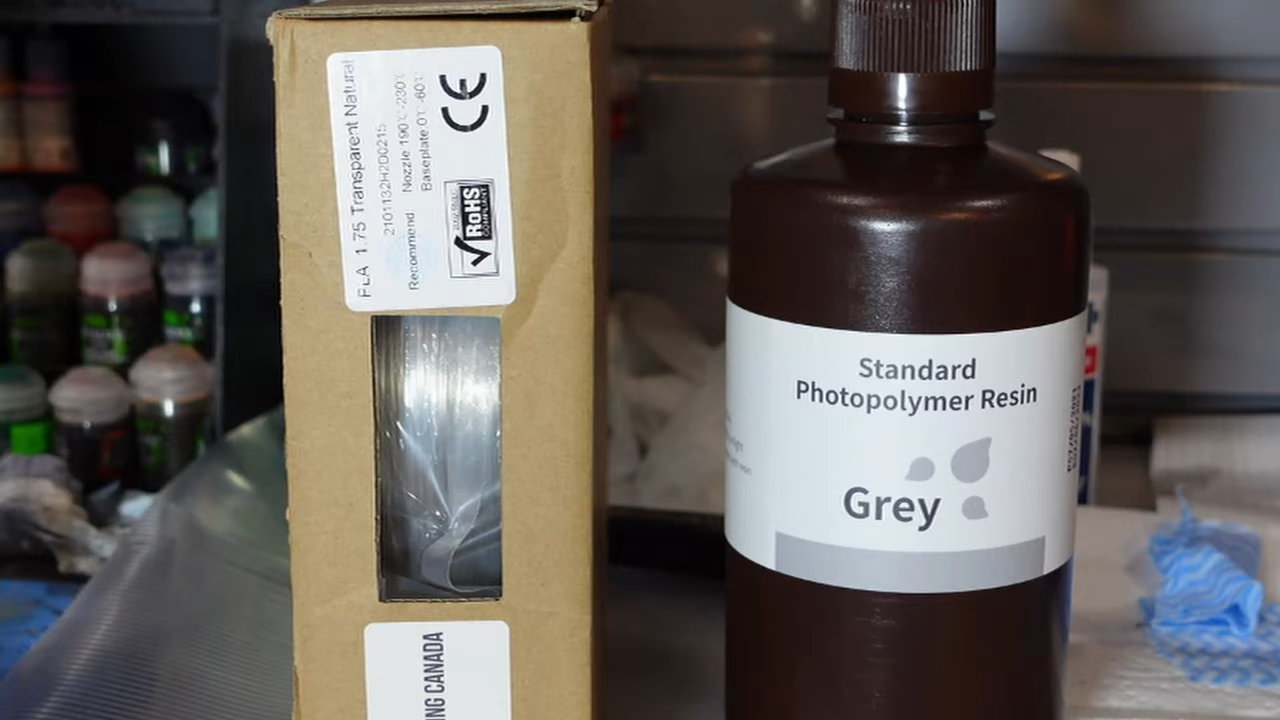 PLA 1.75 Transparent Natural
2101132H2D0215
Recommend Nozzle 190℃-230℃
Baseplate:0℃-60℃
CE
RoHS
COMPLIANT
ING CANADA
Standard
Photopolymer Resin
Grey